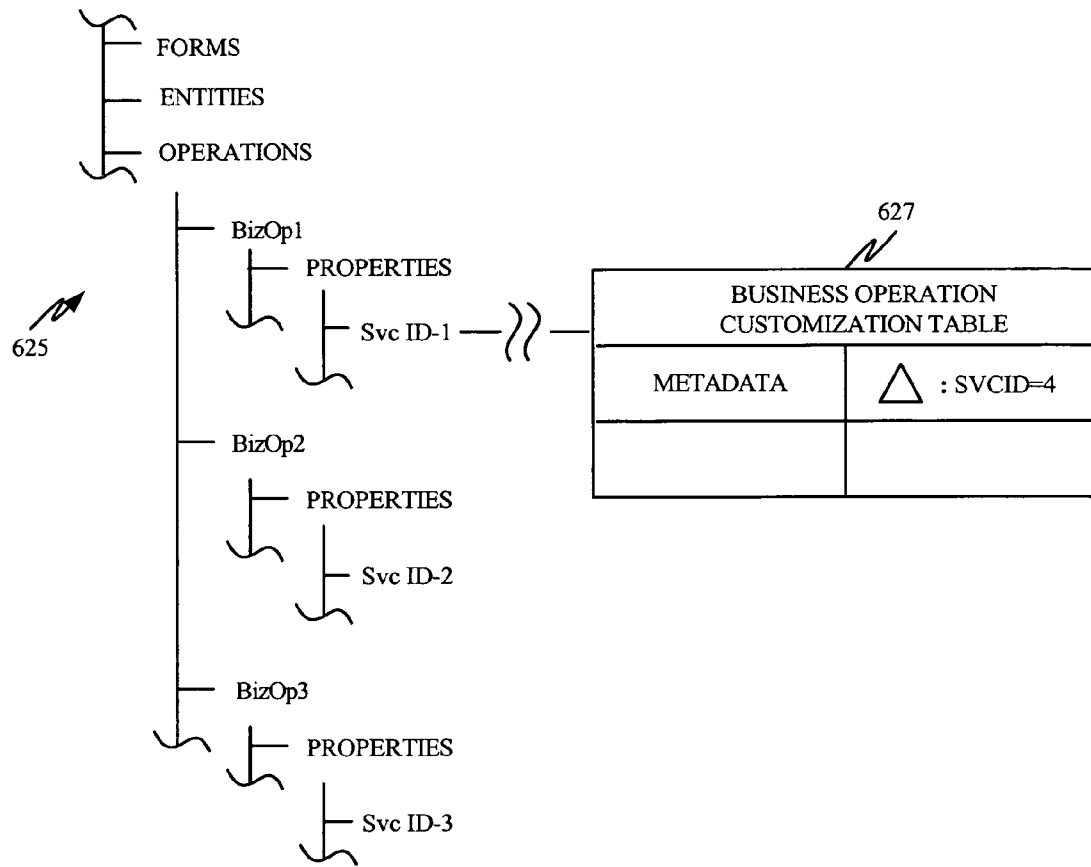 FORMS
ENTITIES
OPERATIONS
627
BizOp1
PROPERTIES
BUSINESS OPERATION
CUSTOMIZATION TABLE
625
Svc ID-1
METADATA
△ : SVCID=4
BizOp2
PROPERTIES
Svc ID-2
BizOp3
PROPERTIES
Svc ID-3